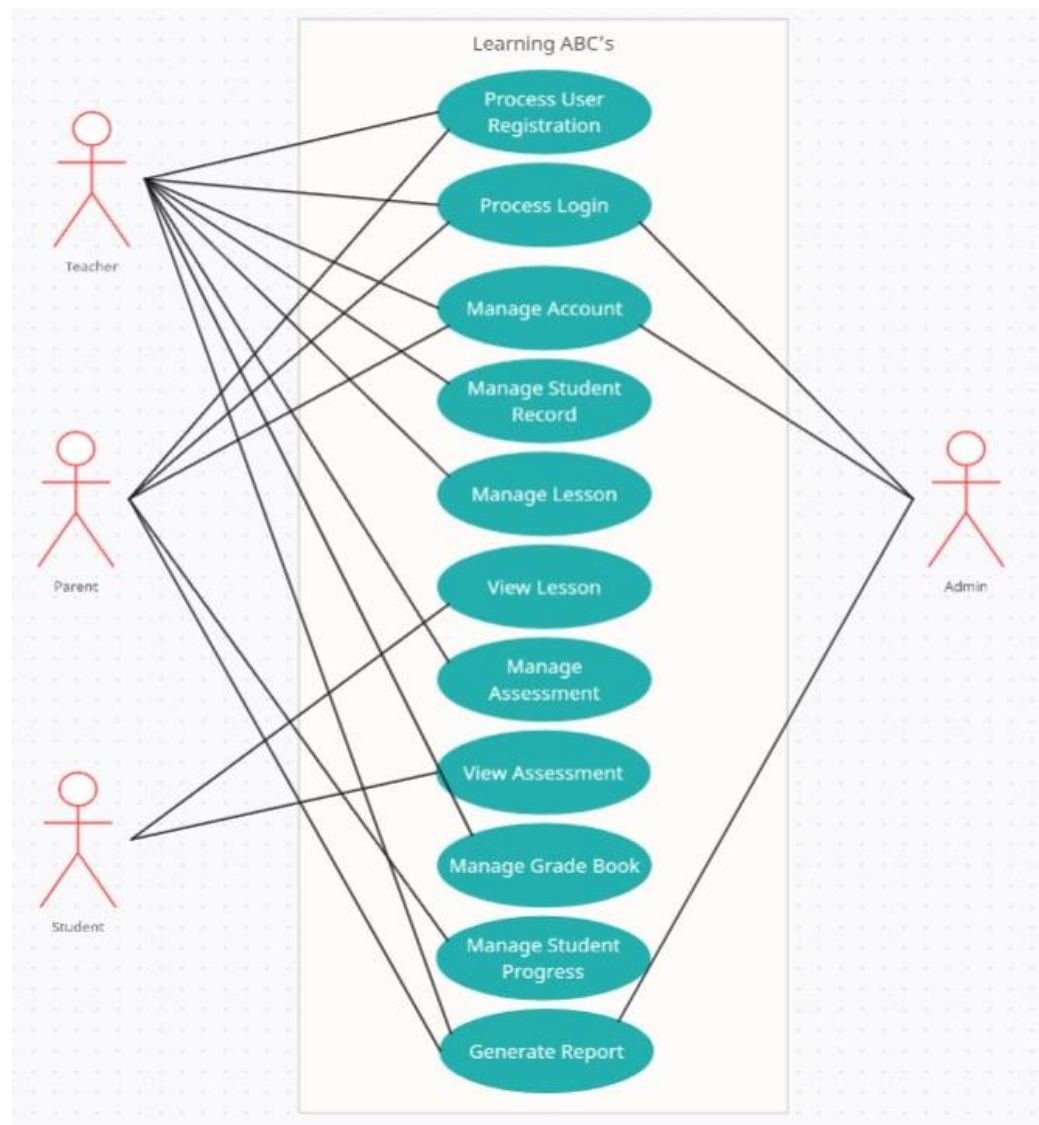 Learning ABC's
Process User
Registration
Process Login
Teacher
Manage Account
Manage Student
Record
Manage Lesson
Parent
Admin
View Lesson
Manage
Assessment
View Assessment
Manage Grade Book
Student
Manage Student
Progress
Generate Report